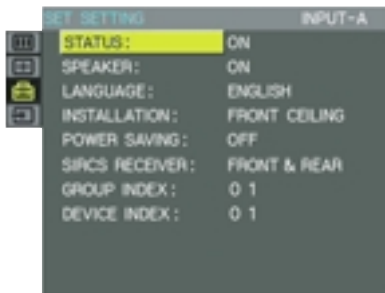 SET SETTING INPUT-A
STATUS: ON
SPEAKER: ON
LANGUAGE: ENGLISH
INSTALLATION: FRONT CEILING
POWER SAVING: OFF
SIRCS RECEIVER: FRONT & REAR
GROUP INDEX: 0 1
DEVICE INDEX: 0 1